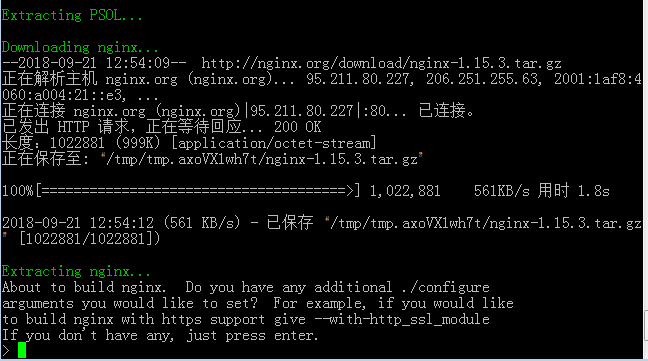 Extracting PSOL...
Downloading nginx...
--2018-09-21 12:54:09--  http://nginx.org/download/nginx-1.15.3.tar.gz
正在解析主机 nginx.org (nginx.org)... 95.211.80.227, 206.251.255.63, 2001:1af8:4
060:a004:21::e3, ...
正在连接 nginx.org (nginx.org)|95.211.80.227|:80... 已连接。
已发出 HTTP 请求，正在等待回应... 200 OK
长度：1022881 (999K) [application/octet-stream]
正在保存至: “/tmp/tmp.axoVX1wh7t/nginx-1.15.3.tar.gz”
100%[======================================>] 1,022,881    561KB/s 用时 1.8s
2018-09-21 12:54:12 (561 KB/s) - 已保存 “/tmp/tmp.axoVX1wh7t/nginx-1.15.3.tar.gz
” [1022881/1022881])
Extracting nginx...
About to build nginx.  Do you have any additional ./configure
arguments you would like to set?  For example, if you would like
to build nginx with https support give --with-http_ssl_module
If you don't have any, just press enter.
>